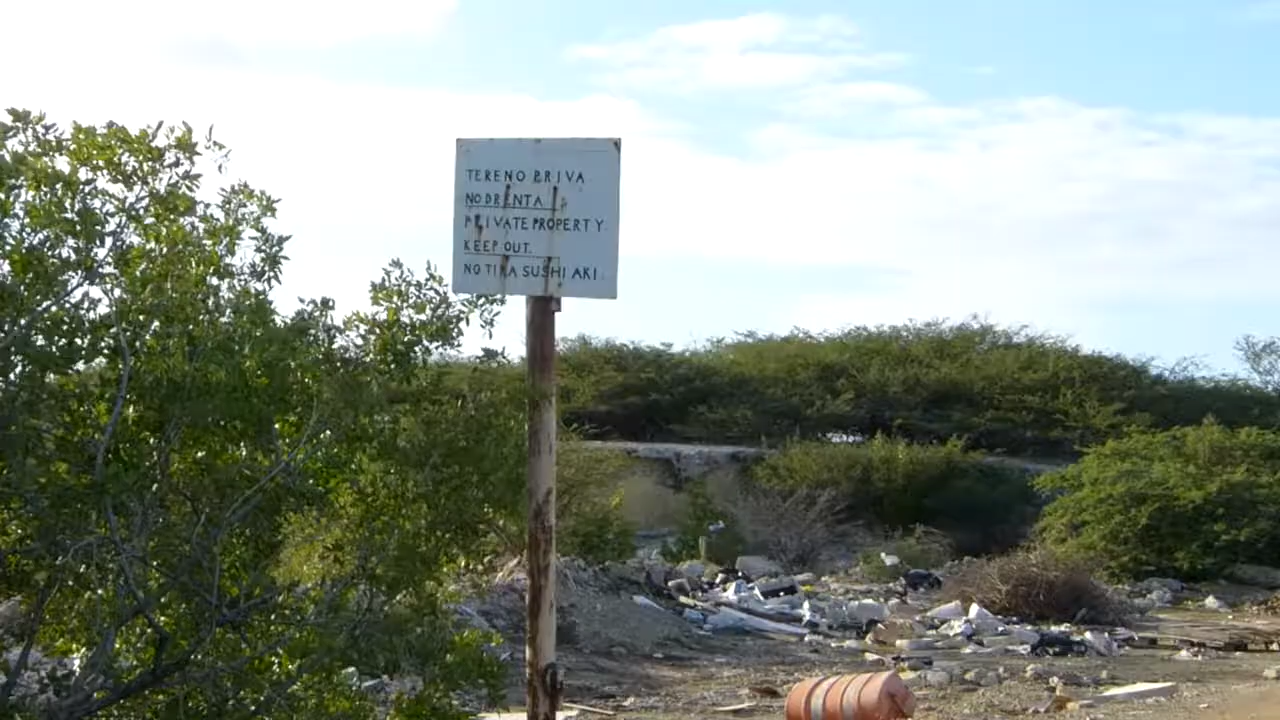 TERENO PRIVA
NO DRENTA
PRIVATE PROPERTY.
KEEP OUT.
NO TIRA SUSHI AKI.